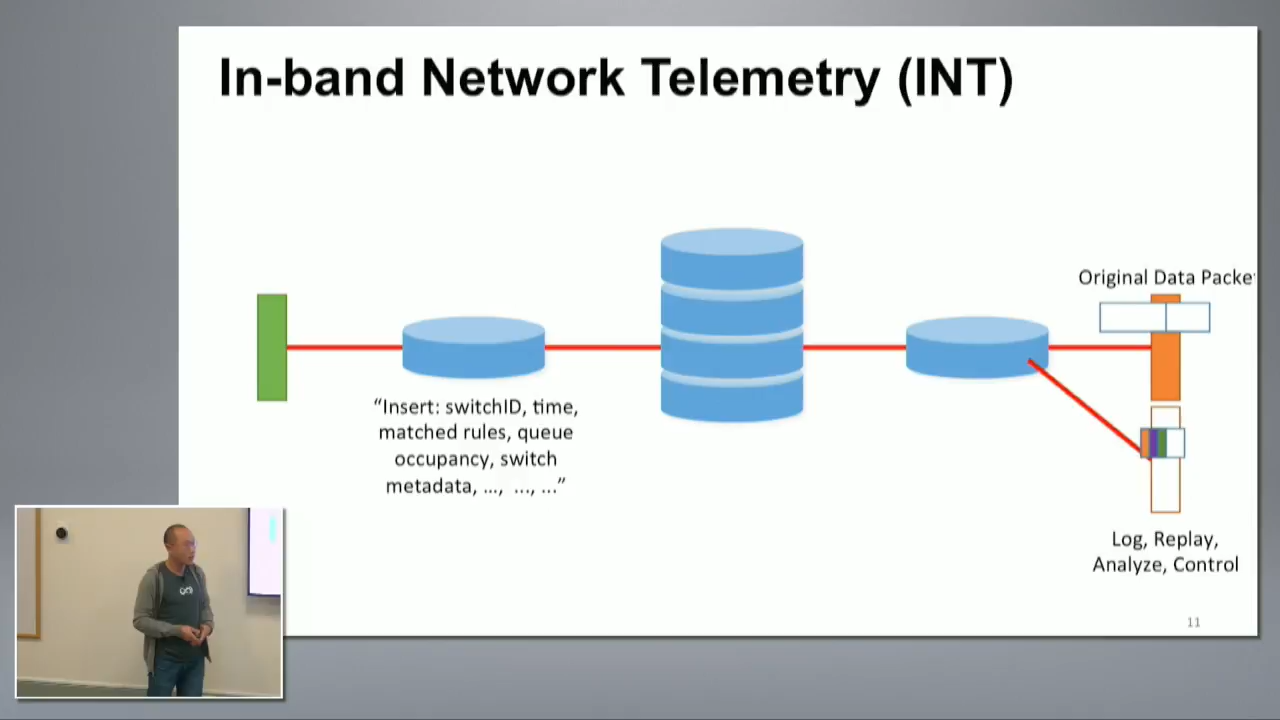 In-band Network Telemetry (INT)
Original Data Packe
“Insert: switchID, time,
matched rules, queue
occupancy, switch
metadata, ..., ..., ...”
Log, Replay,
Analyze, Control
11